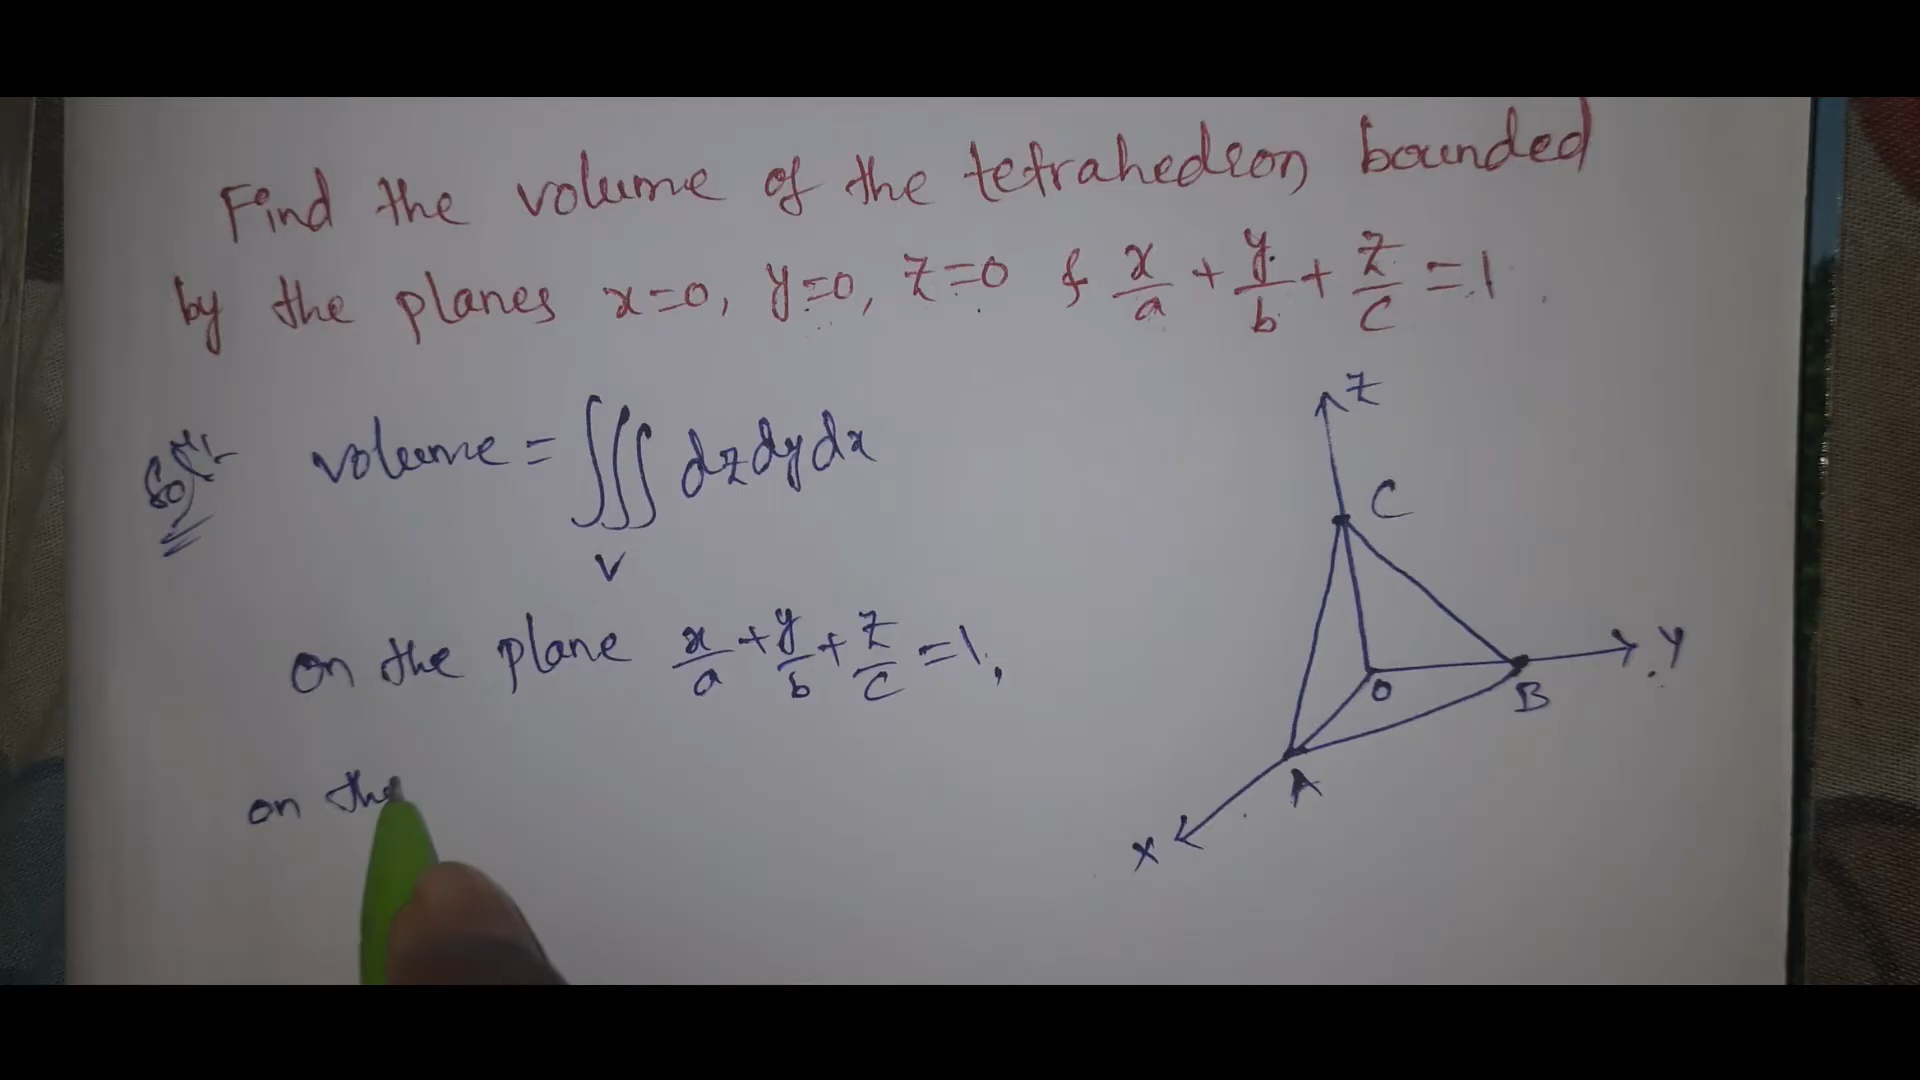 Find the volume of the tetrahedron bounded
by the planes x=0, y=0, z=0 & x/a + y/b + z/c = 1.
Sol:- volume = ∭ dz dy dx
V
on the plane x/a + y/b + z/c = 1,
on the
Z
C
Y
O
B
A
X